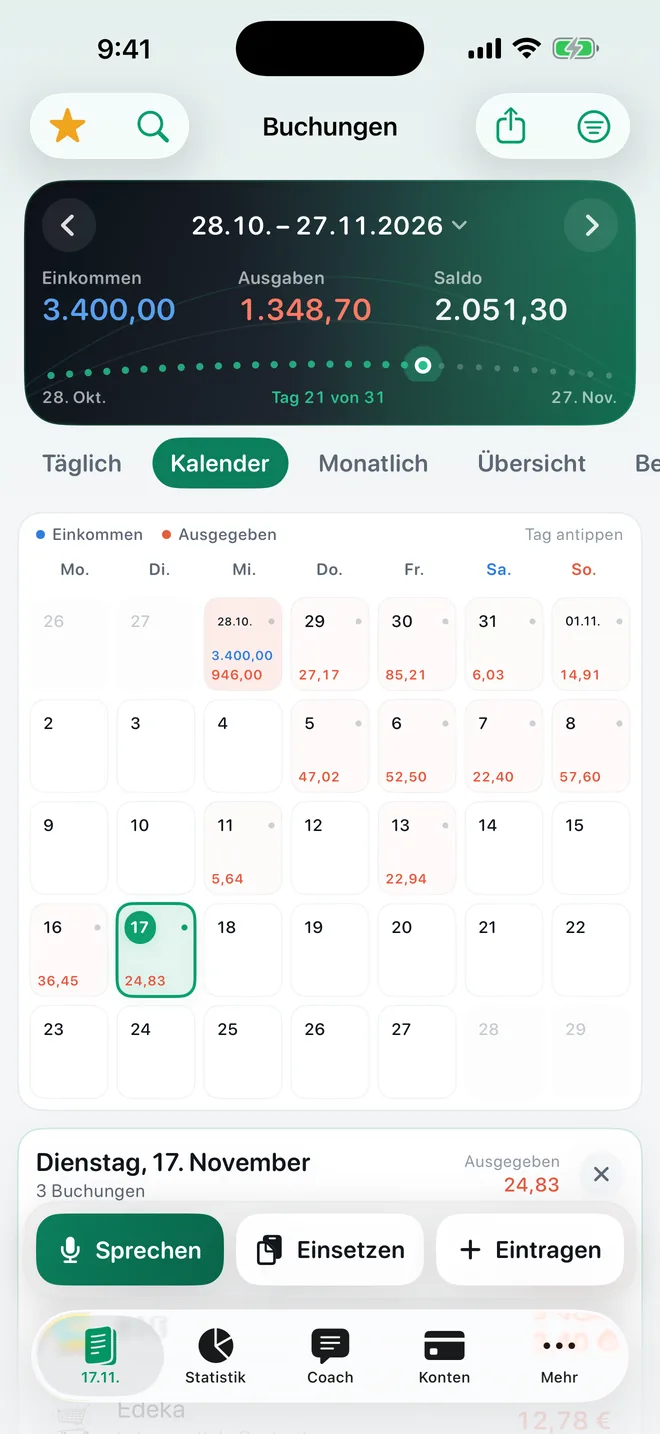 9:41
Buchungen
28.10. – 27.11.2026
Einkommen Ausgaben Saldo
3.400,00 1.348,70 2.051,30
28. Okt. Tag 21 von 31 27. Nov.
Täglich Kalender Monatlich Übersicht Be
Einkommen Ausgegeben Tag antippen
Mo. Di. Mi. Do. Fr. Sa. So.
26 27 28.10. 29 30 31 01.11.
3.400,00
946,00 27,17 85,21 6,03 14,91
2 3 4 5 6 7 8
47,02 52,50 22,40 57,60
9 10 11 12 13 14 15
5,64 22,94
16 17 18 19 20 21 22
36,45 24,83
23 24 25 26 27 28 29
Dienstag, 17. November Ausgegeben
3 Buchungen 24,83
Sprechen Einsetzen Eintragen
17.11. Statistik Coach Konten Mehr
Edeka 12,78 €